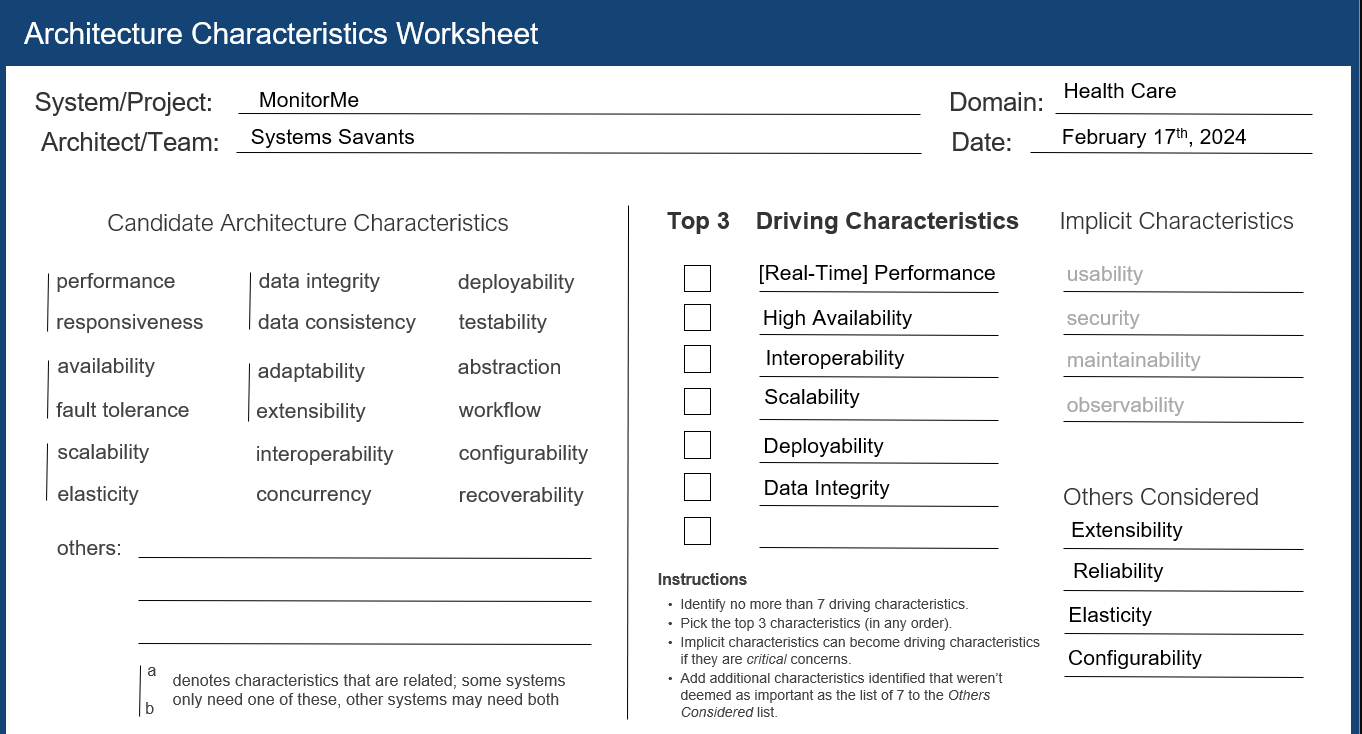 Architecture Characteristics Worksheet
System/Project: MonitorMe
Domain: Health Care
Architect/Team: Systems Savants
Date: February 17th, 2024
Candidate Architecture Characteristics
performance
responsiveness
availability
fault tolerance
scalability
elasticity
data integrity
data consistency
adaptability
extensibility
interoperability
concurrency
deployability
testability
abstraction
workflow
configurability
recoverability
others:
a
b
denotes characteristics that are related; some systems
only need one of these, other systems may need both
Top 3 Driving Characteristics
[Real-Time] Performance
High Availability
Interoperability
Scalability
Deployability
Data Integrity
Instructions
• Identify no more than 7 driving characteristics.
• Pick the top 3 characteristics (in any order).
• Implicit characteristics can become driving characteristics
if they are critical concerns.
• Add additional characteristics identified that weren't
deemed as important as the list of 7 to the Others
Considered list.
Implicit Characteristics
usability
security
maintainability
observability
Others Considered
Extensibility
Reliability
Elasticity
Configurability